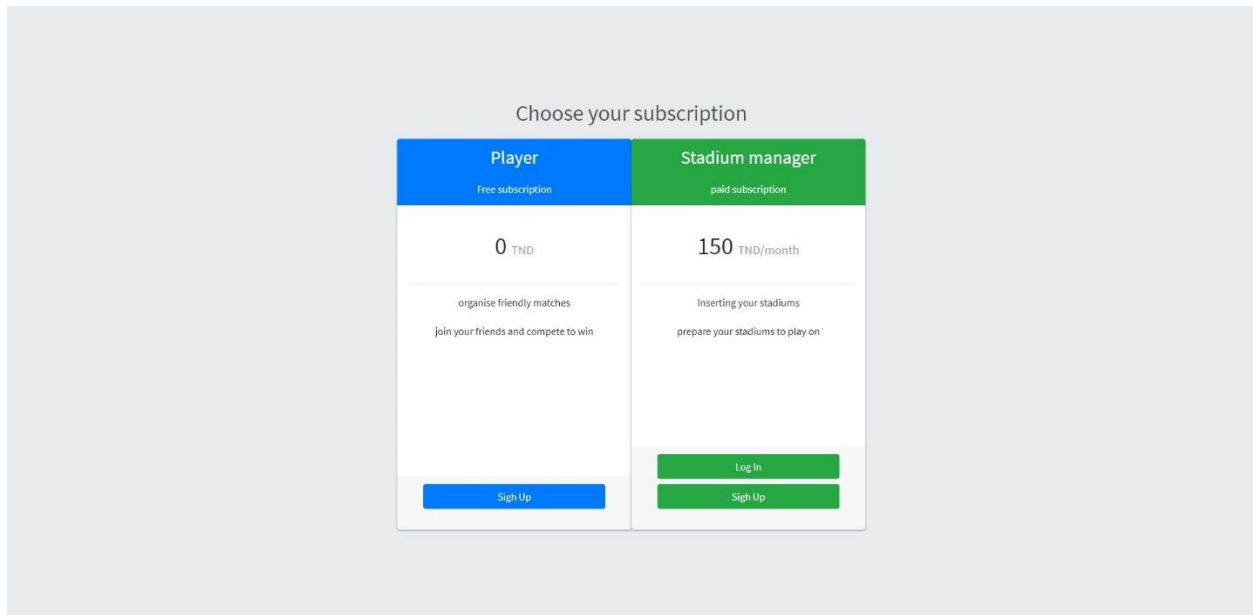 Choose your subscription
Player
Free subscription
0 TND
organise friendly matches
join your friends and compete to win
Sigh Up
Stadium manager
paid subscription
150 TND/month
Inserting your stadiums
prepare your stadiums to play on
Log In
Sigh Up